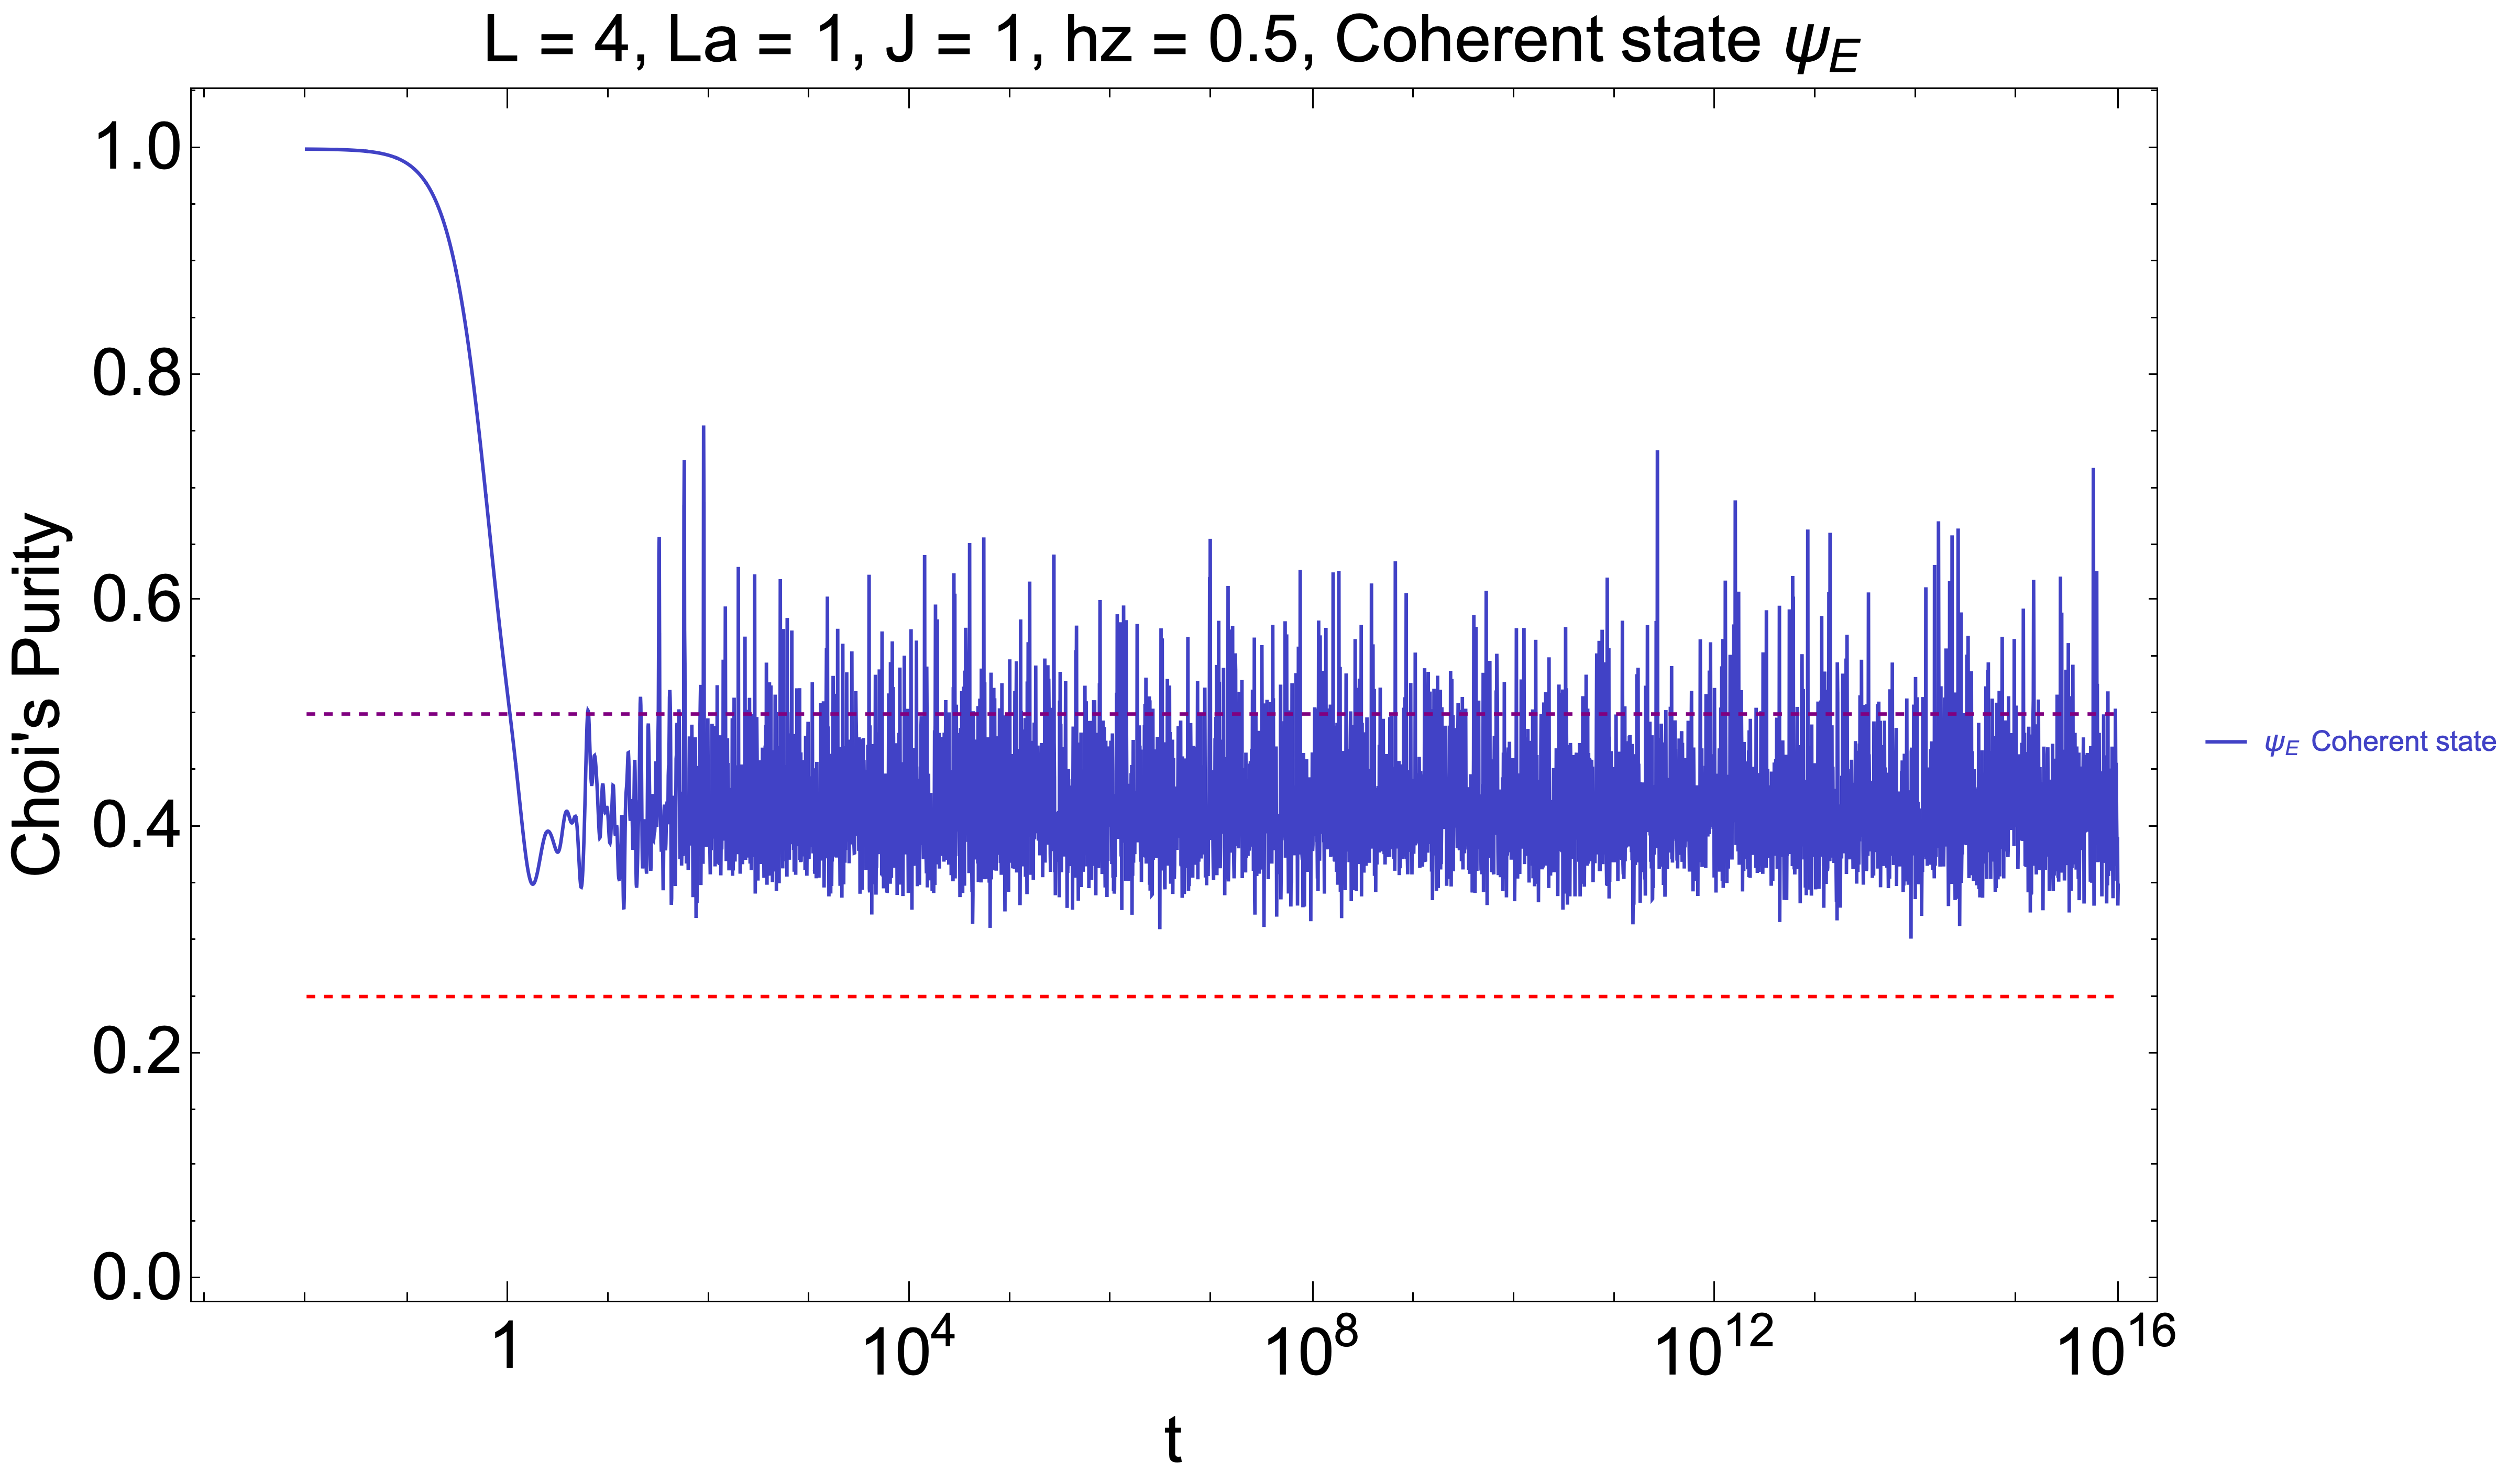 L = 4, La = 1, J = 1, hz = 0.5, Coherent state ψE
1.0
0.8
0.6
0.4
0.2
0.0
Choi's Purity
ψE Coherent state
1
10^4
10^8
10^12
10^16
t